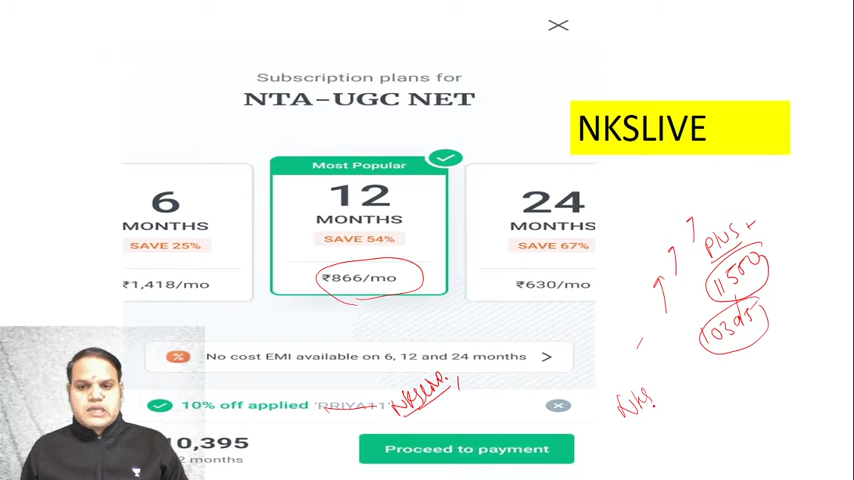 Subscription plans for
NTA-UGC NET
NKSLIVE
Most Popular
6
MONTHS
SAVE 25%
₹1,418/mo
12
MONTHS
SAVE 54%
₹866/mo
24
MONTHS
SAVE 67%
₹630/mo
plus
11500
10395
No cost EMI available on 6, 12 and 24 months
10% off applied 'PRIYA11'
NKSLIVE
NKS
10,395
2 months
Proceed to payment